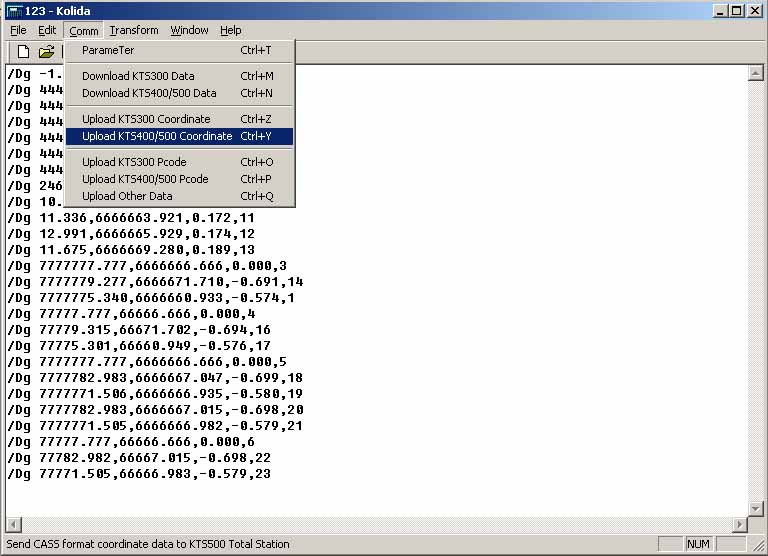 123 - Kolida
File Edit Comm Transform Window Help
ParameTer Ctrl+T
Download KTS300 Data Ctrl+M
Download KTS400/500 Data Ctrl+N
Upload KTS300 Coordinate Ctrl+Z
Upload KTS400/500 Coordinate Ctrl+Y
Upload KTS300 Pcode Ctrl+O
Upload KTS400/500 Pcode Ctrl+P
Upload Other Data Ctrl+Q
/Dg -1.
/Dg 444
/Dg 444
/Dg 444
/Dg 444
/Dg 444
/Dg 444
/Dg 246
/Dg 10.
/Dg 11.336,6666663.921,0.172,11
/Dg 12.991,6666665.929,0.174,12
/Dg 11.675,6666669.280,0.189,13
/Dg 7777777.777,6666666.666,0.000,3
/Dg 7777779.277,6666671.710,-0.691,14
/Dg 7777775.340,6666660.933,-0.574,1
/Dg 77777.777,66666.666,0.000,4
/Dg 77779.315,66671.702,-0.694,16
/Dg 77775.301,66660.949,-0.576,17
/Dg 7777777.777,6666666.666,0.000,5
/Dg 7777782.983,6666667.047,-0.699,18
/Dg 7777771.506,6666666.935,-0.580,19
/Dg 7777782.983,6666667.015,-0.698,20
/Dg 7777771.505,6666666.982,-0.579,21
/Dg 77777.777,66666.666,0.000,6
/Dg 77782.982,66667.015,-0.698,22
/Dg 77771.505,66666.983,-0.579,23
Send CASS format coordinate data to KTS500 Total Station
NUM